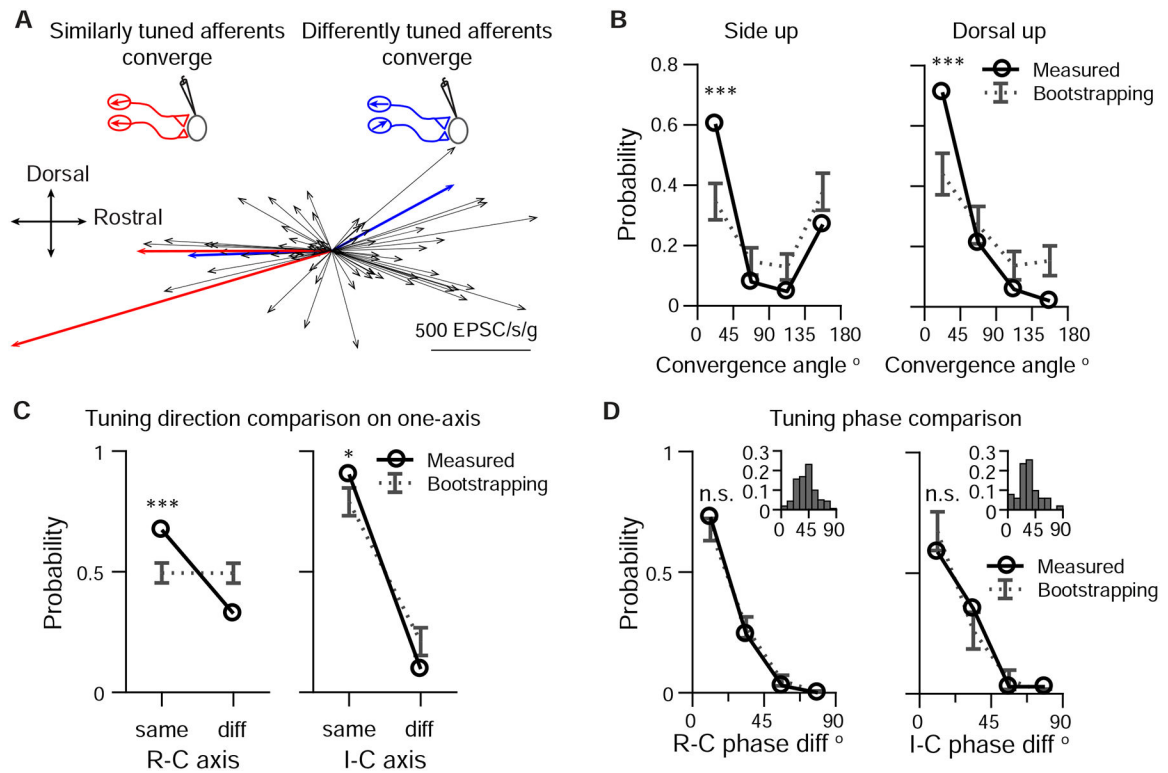 A
Similarly tuned afferents
converge
Differently tuned afferents
converge
Dorsal
Rostral
500 EPSC/s/g
B
Side up
Dorsal up
Probability
0.8
0.6
0.4
0.2
0
***
***
Measured
Bootstrapping
0 45 90 135 180
0 45 90 135 180
Convergence angle º
Convergence angle º
C
Tuning direction comparison on one-axis
Probability
1
0.5
0
***
*
Measured
Bootstrapping
same diff
same diff
R-C axis
I-C axis
D
Tuning phase comparison
Probability
1
0.5
0
n.s.
0.3
0.2
0.1
0
0 45 90
n.s.
0.3
0.2
0.1
0
0 45 90
Measured
Bootstrapping
0 45 90
0 45 90
R-C phase diff º
I-C phase diff º